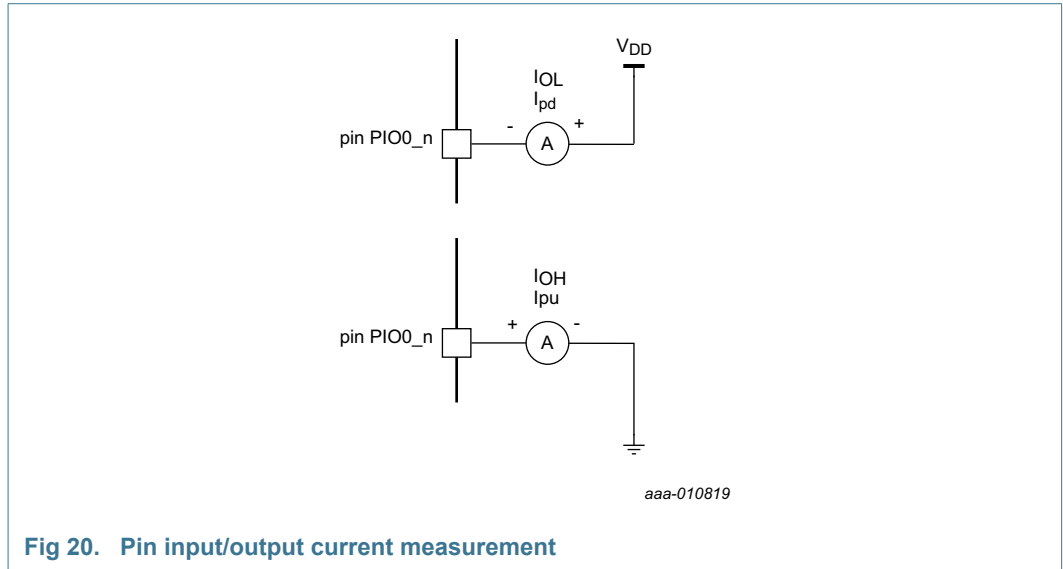 VDD
IOL
Ipd
pin PIO0_n
- +
A
IOH
Ipu
pin PIO0_n
+ -
A
aaa-010819
Fig 20. Pin input/output current measurement